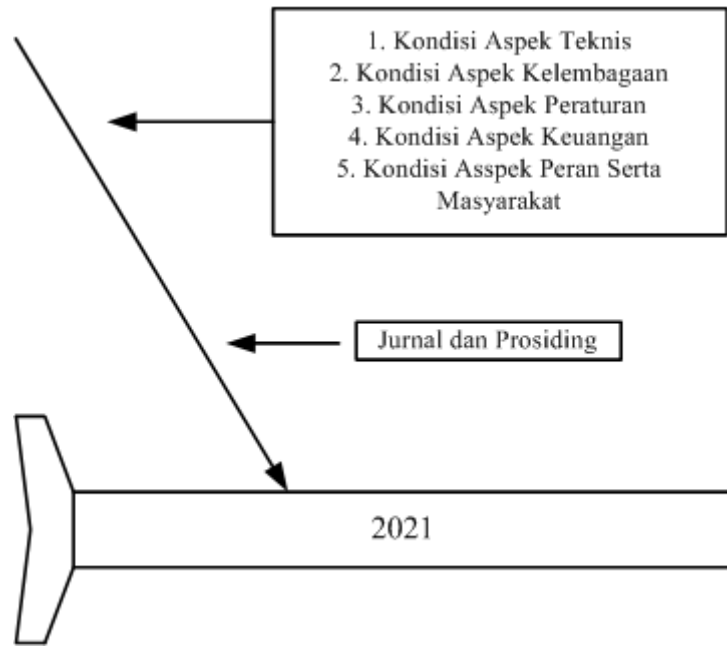 1. Kondisi Aspek Teknis
2. Kondisi Aspek Kelembagaan
3. Kondisi Aspek Peraturan
4. Kondisi Aspek Keuangan
5. Kondisi Asspek Peran Serta
Masyarakat
Jurnal dan Prosiding
2021